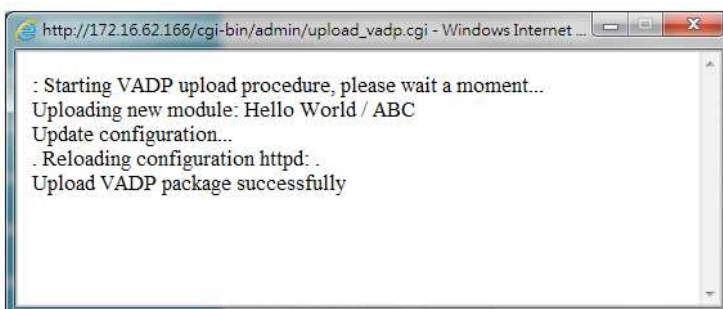 http://172.16.62.166/cgi-bin/admin/upload_vadp.cgi - Windows Internet ...
: Starting VADP upload procedure, please wait a moment...
Uploading new module: Hello World / ABC
Update configuration...
. Reloading configuration httpd: .
Upload VADP package successfully